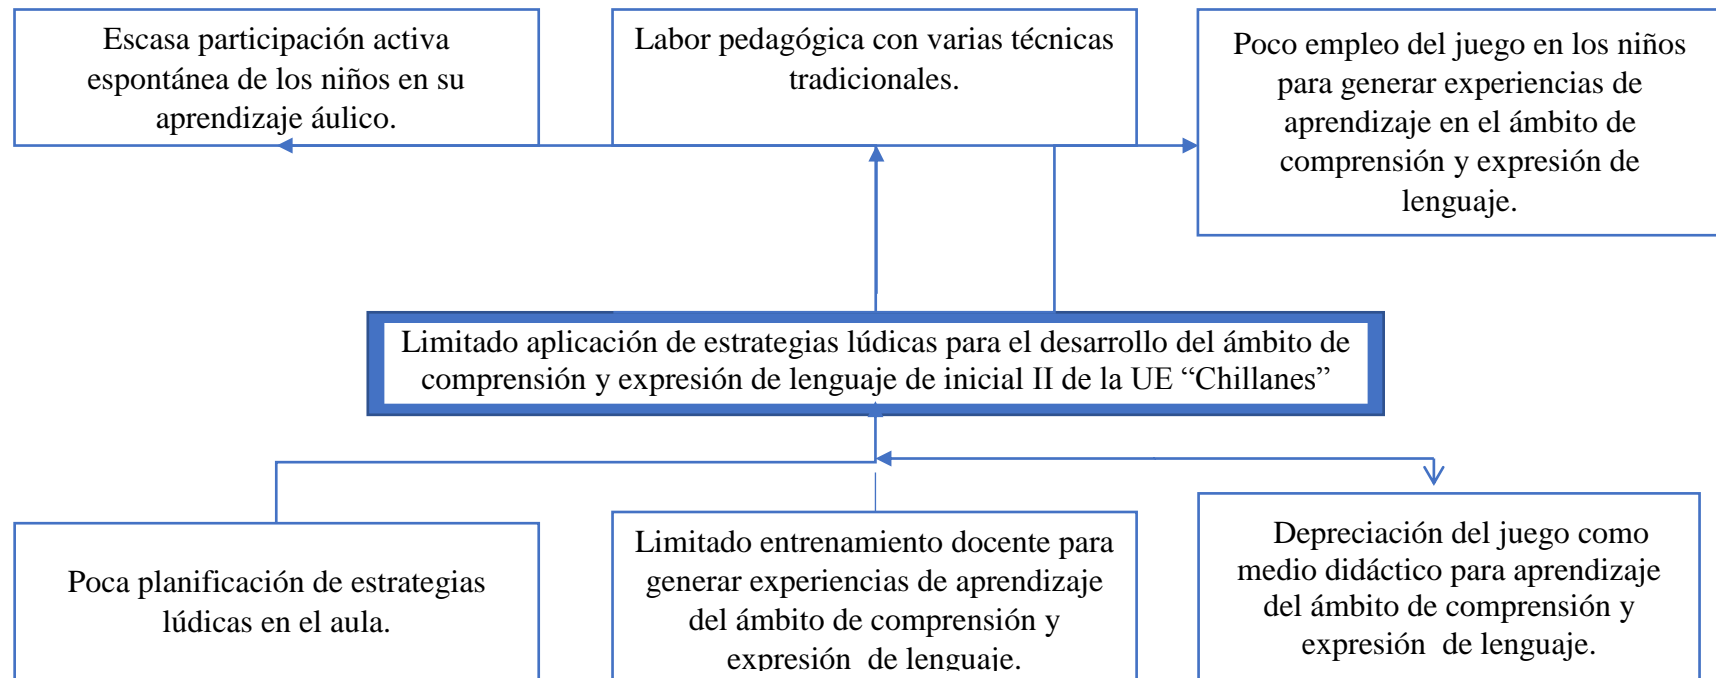 Escasa participación activa
espontánea de los niños en su
aprendizaje áulico.
Labor pedagógica con varias técnicas
tradicionales.
Poco empleo del juego en los niños
para generar experiencias de
aprendizaje en el ámbito de
comprensión y expresión de
lenguaje.
Limitado aplicación de estrategias lúdicas para el desarrollo del ámbito de
comprensión y expresión de lenguaje de inicial II de la UE “Chillanes”
Poca planificación de estrategias
lúdicas en el aula.
Limitado entrenamiento docente para
generar experiencias de aprendizaje
del ámbito de comprensión y
expresión de lenguaje.
Depreciación del juego como
medio didáctico para aprendizaje
del ámbito de comprensión y
expresión de lenguaje.